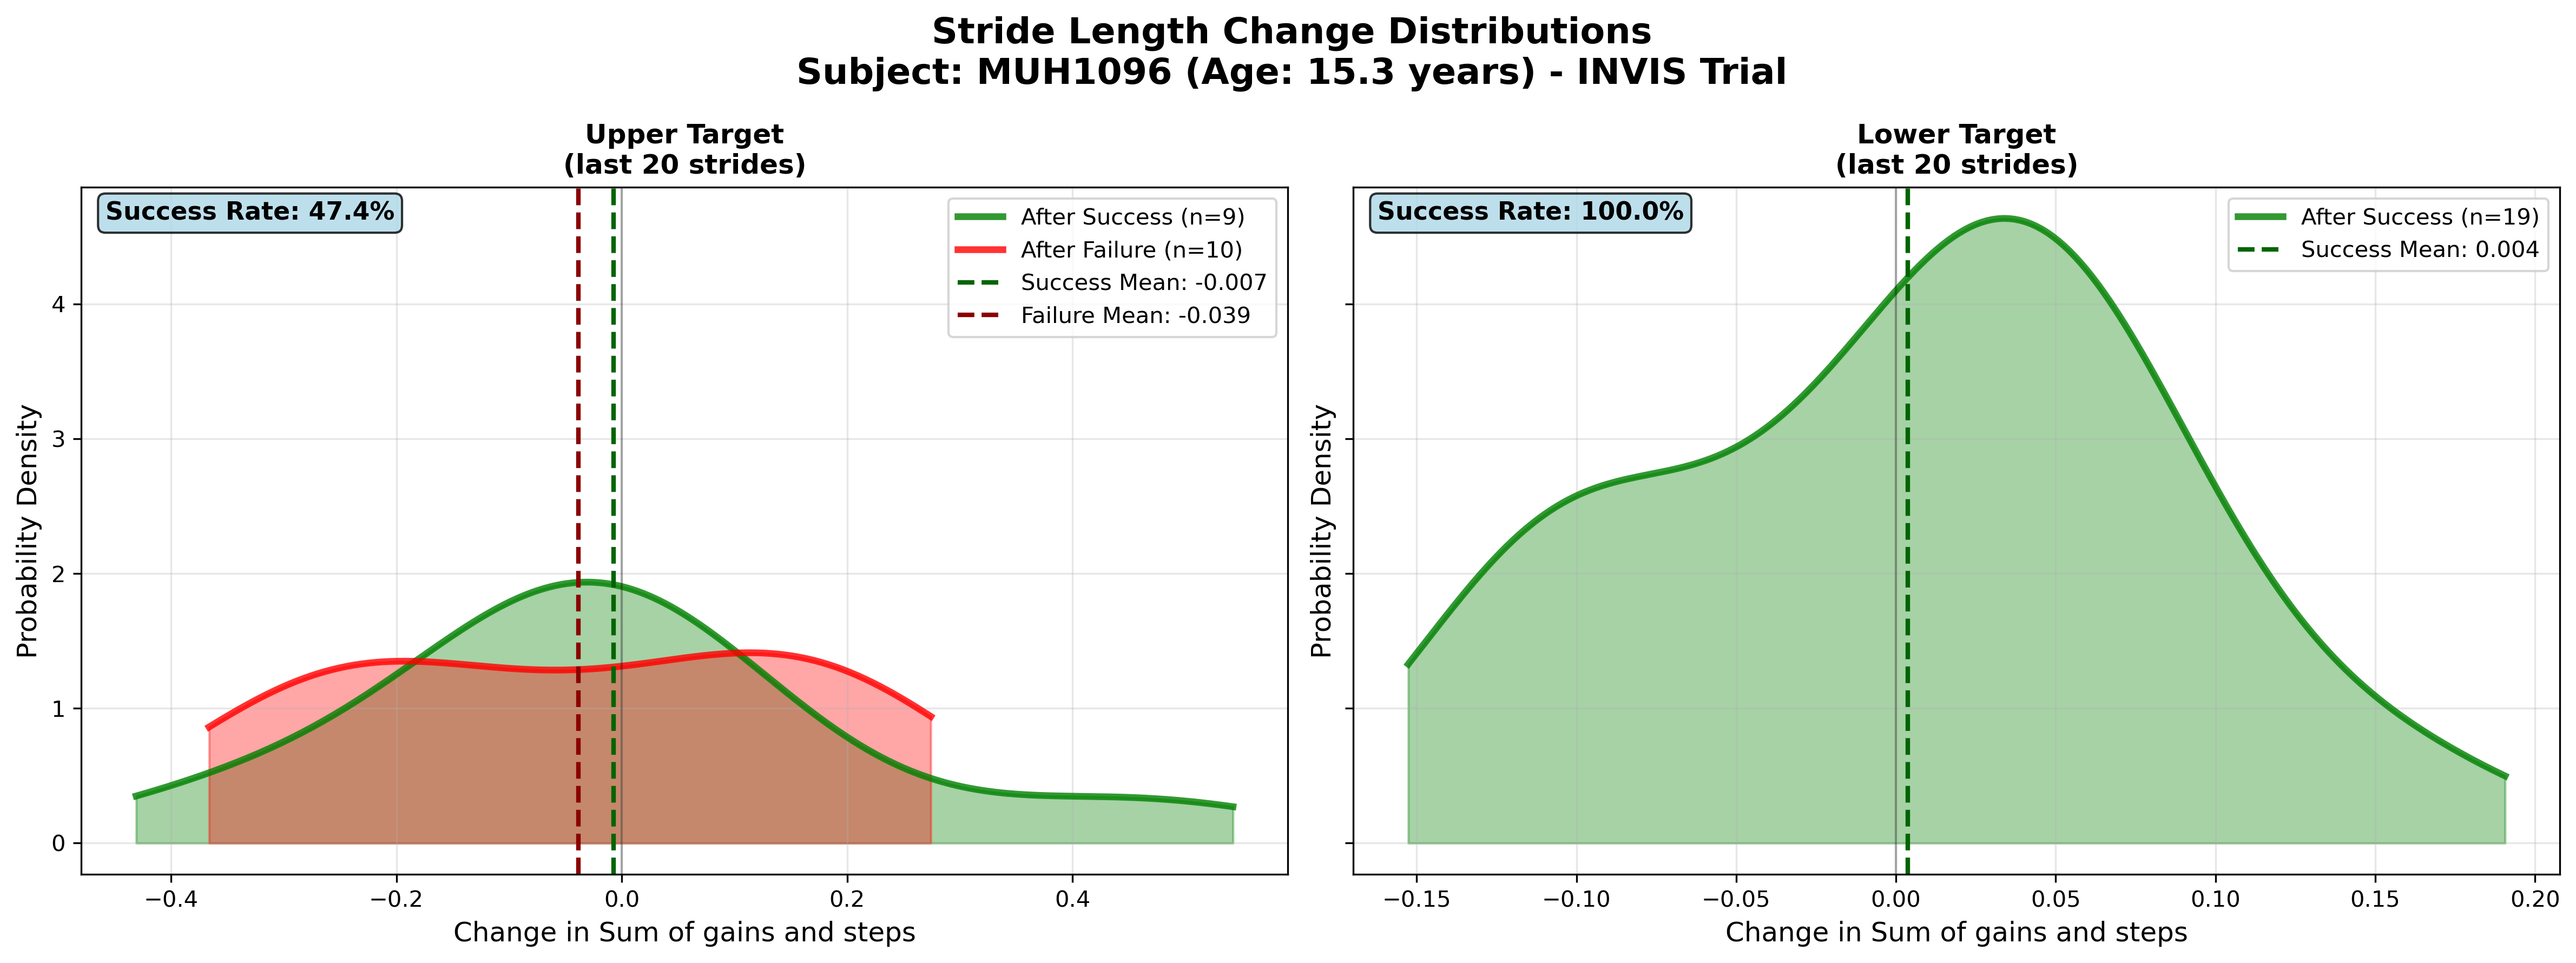 Stride Length Change Distributions
Subject: MUH1096 (Age: 15.3 years) - INVIS Trial
Upper Target
(last 20 strides)
Success Rate: 47.4%
After Success (n=9)
After Failure (n=10)
Success Mean: -0.007
Failure Mean: -0.039
Probability Density
4
3
2
1
0
−0.4
−0.2
0.0
0.2
0.4
Change in Sum of gains and steps
Lower Target
(last 20 strides)
Success Rate: 100.0%
After Success (n=19)
Success Mean: 0.004
Probability Density
−0.15
−0.10
−0.05
0.00
0.05
0.10
0.15
0.20
Change in Sum of gains and steps